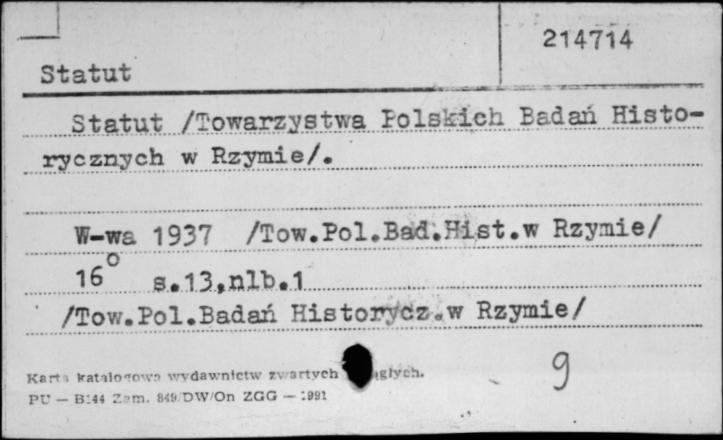 214714
Statut
Statut /Towarzystwa Polskich Badań Histo-
rycznych w Rzymie/.
W-wa 1937 /Tow.Pol.Bad.Hist.w Rzymie/
16° s.13,nlb.1
/Tow.Pol.Badań Historycz.w Rzymie/
9
Karta katalogowa wydawnictw zwartych
PU — B144 Zam. 849/DW/On ZGG — 1991